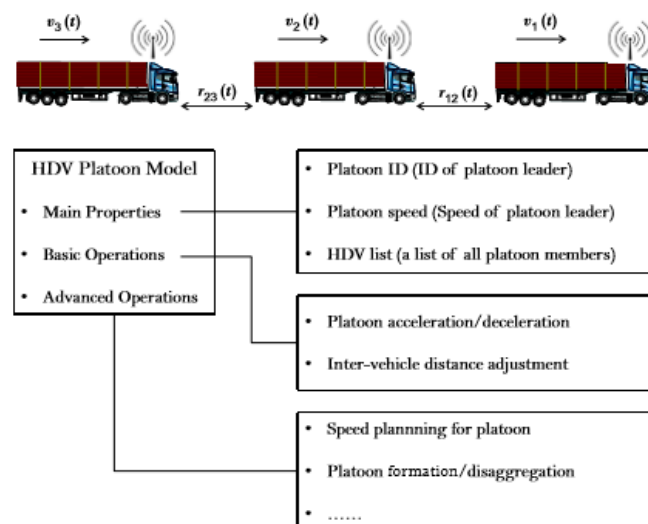 v₃(t) v₂(t) v₁(t)
r₂₃(t) r₁₂(t)
HDV Platoon Model
• Main Properties
• Basic Operations
• Advanced Operations
• Platoon ID (ID of platoon leader)
• Platoon speed (Speed of platoon leader)
• HDV list (a list of all platoon members)
• Platoon acceleration/deceleration
• Inter-vehicle distance adjustment
• Speed plannning for platoon
• Platoon formation/disaggregation
• ……